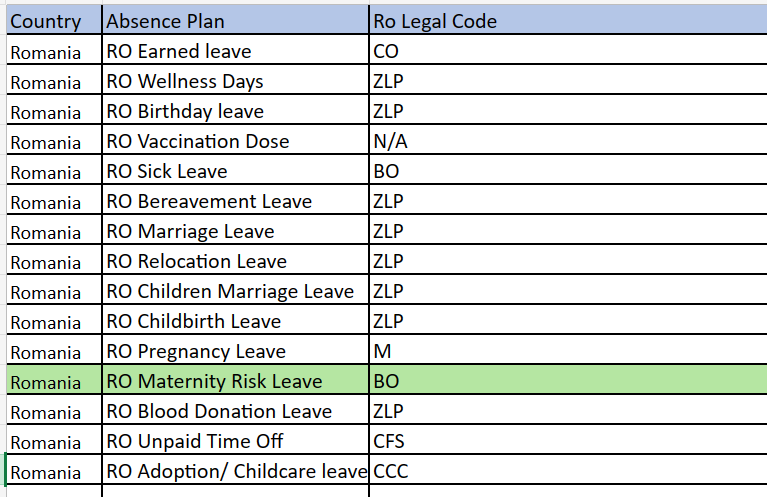 Country Absence Plan Ro Legal Code
Romania RO Earned leave CO
Romania RO Wellness Days ZLP
Romania RO Birthday leave ZLP
Romania RO Vaccination Dose N/A
Romania RO Sick Leave BO
Romania RO Bereavement Leave ZLP
Romania RO Marriage Leave ZLP
Romania RO Relocation Leave ZLP
Romania RO Children Marriage Leave ZLP
Romania RO Childbirth Leave ZLP
Romania RO Pregnancy Leave M
Romania RO Maternity Risk Leave BO
Romania RO Blood Donation Leave ZLP
Romania RO Unpaid Time Off CFS
Romania RO Adoption/ Childcare leave CCC